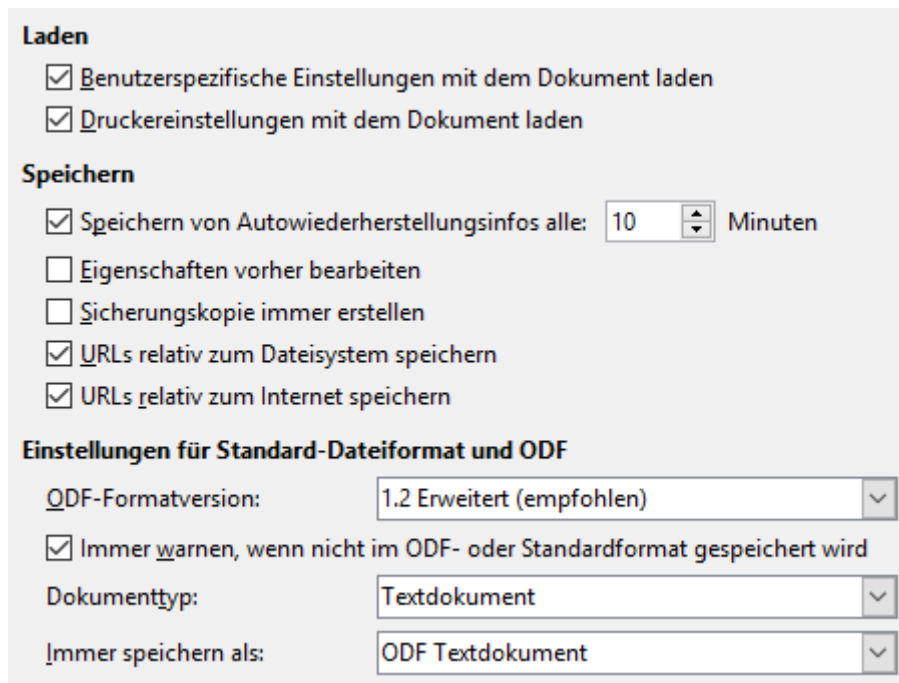 Laden
Benutzerspezifische Einstellungen mit dem Dokument laden
Druckereinstellungen mit dem Dokument laden
Speichern
Speichern von Autowiederherstellungsinfos alle: 10 Minuten
Eigenschaften vorher bearbeiten
Sicherungskopie immer erstellen
URLs relativ zum Dateisystem speichern
URLs relativ zum Internet speichern
Einstellungen für Standard-Dateiformat und ODF
ODF-Formatversion: 1.2 Erweitert (empfohlen)
Immer warnen, wenn nicht im ODF- oder Standardformat gespeichert wird
Dokumenttyp: Textdokument
Immer speichern als: ODF Textdokument